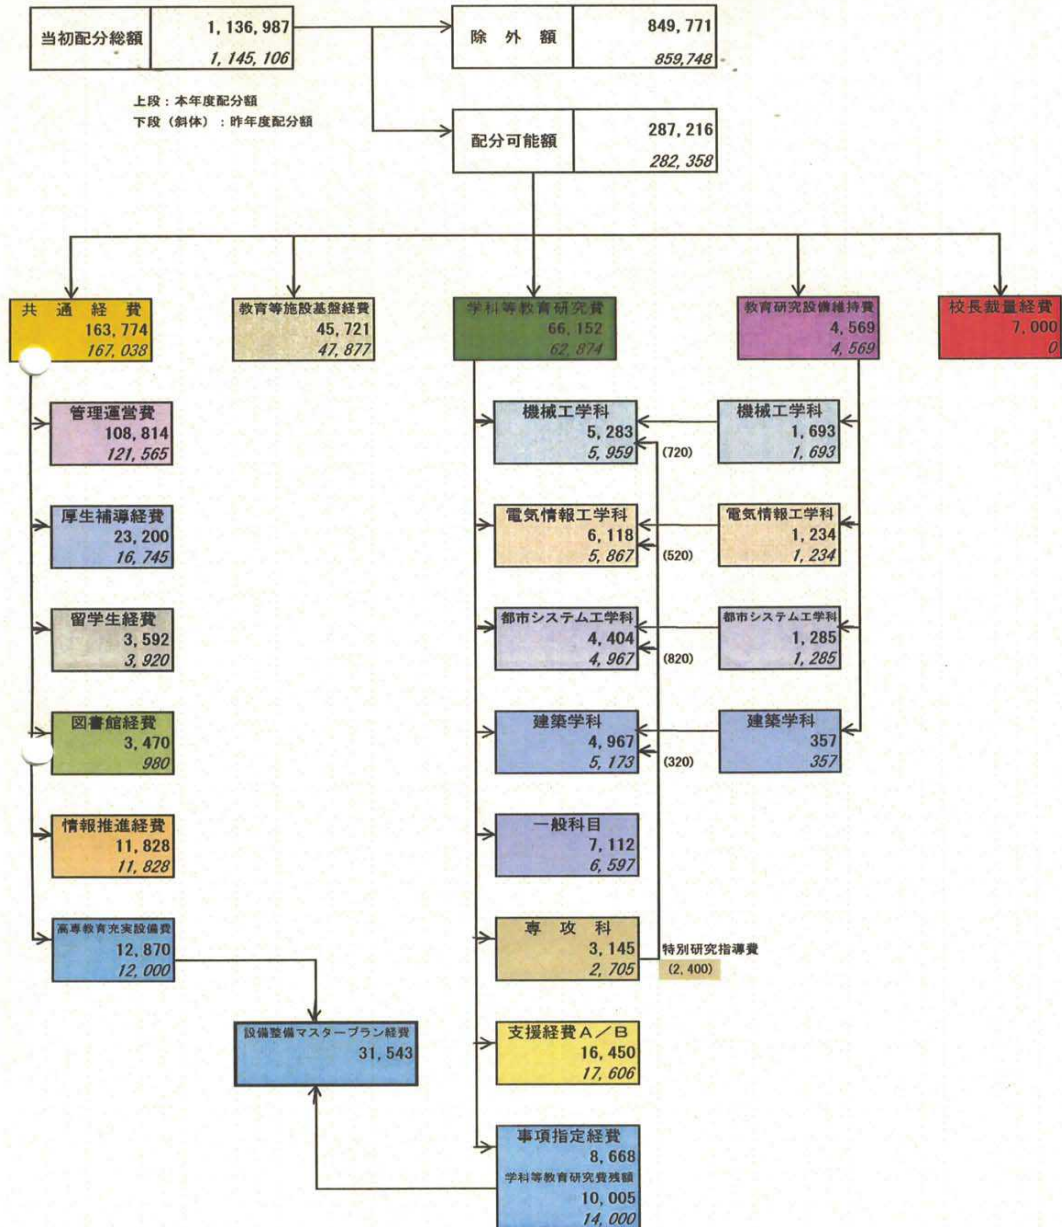 当初配分総額 1,136,987
1,145,106
除外額 849,771
859,748
上段：本年度配分額
下段（斜体）：昨年度配分額
配分可能額 287,216
282,358
共通経費
163,774
167,038
教育等施設基盤経費
45,721
47,877
学科等教育研究費
66,152
62,874
教育研究設備維持費
4,569
4,569
校長裁量経費
7,000
0
管理運営費
108,814
121,565
機械工学科
5,283
5,959
(720)
機械工学科
1,693
1,693
厚生補導経費
23,200
16,745
電気情報工学科
6,118
5,867
(520)
電気情報工学科
1,234
1,234
留学生経費
3,592
3,920
都市システム工学科
4,404
4,967
(820)
都市システム工学科
1,285
1,285
図書館経費
3,470
980
建築学科
4,967
5,173
(320)
建築学科
357
357
情報推進経費
11,828
11,828
一般科目
7,112
6,597
高専教育充実設備費
12,870
12,000
専攻科
3,145
2,705
特別研究指導費
(2,400)
設備整備マスタープラン経費
31,543
支援経費Ａ／Ｂ
16,450
17,606
事項指定経費
8,668
学科等教育研究費残額
10,005
14,000